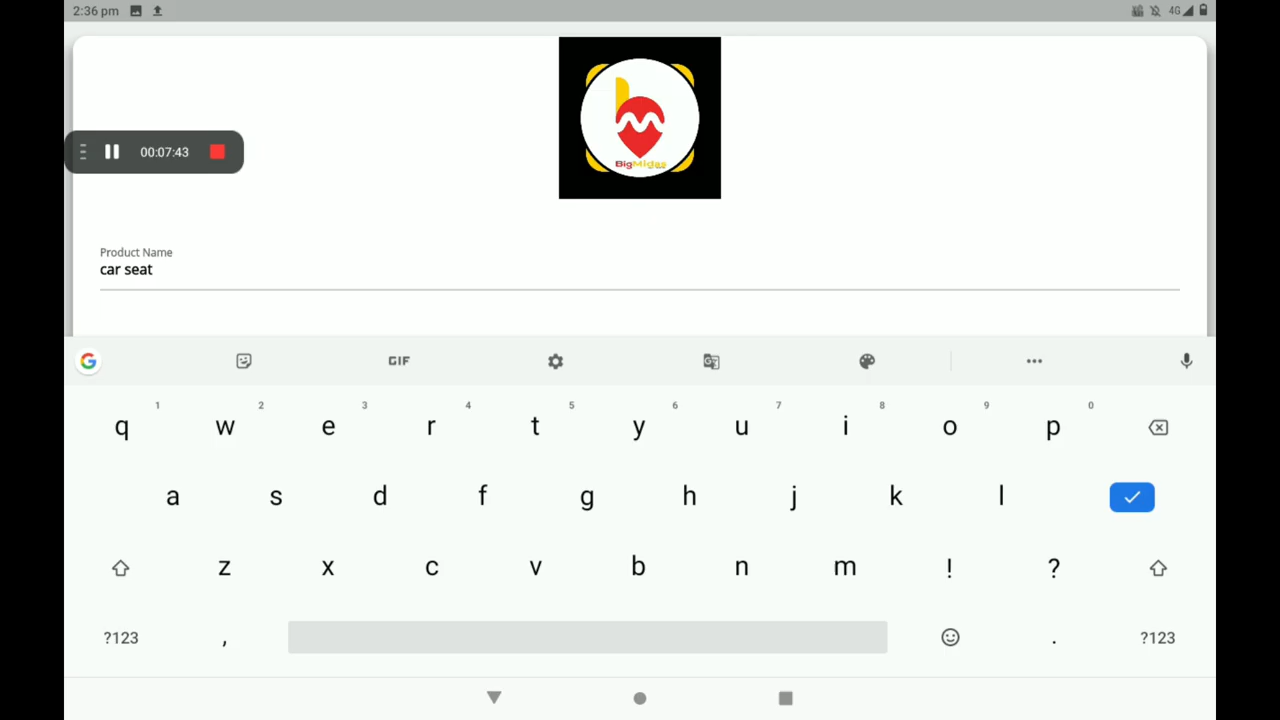 2:36 pm
4G
00:07:43
BigMidas
Product Name
car seat
GIF
1 2 3 4 5 6 7 8 9 0
q w e r t y u i o p
a s d f g h j k l
z x c v b n m ! ?
?123 , . ?123